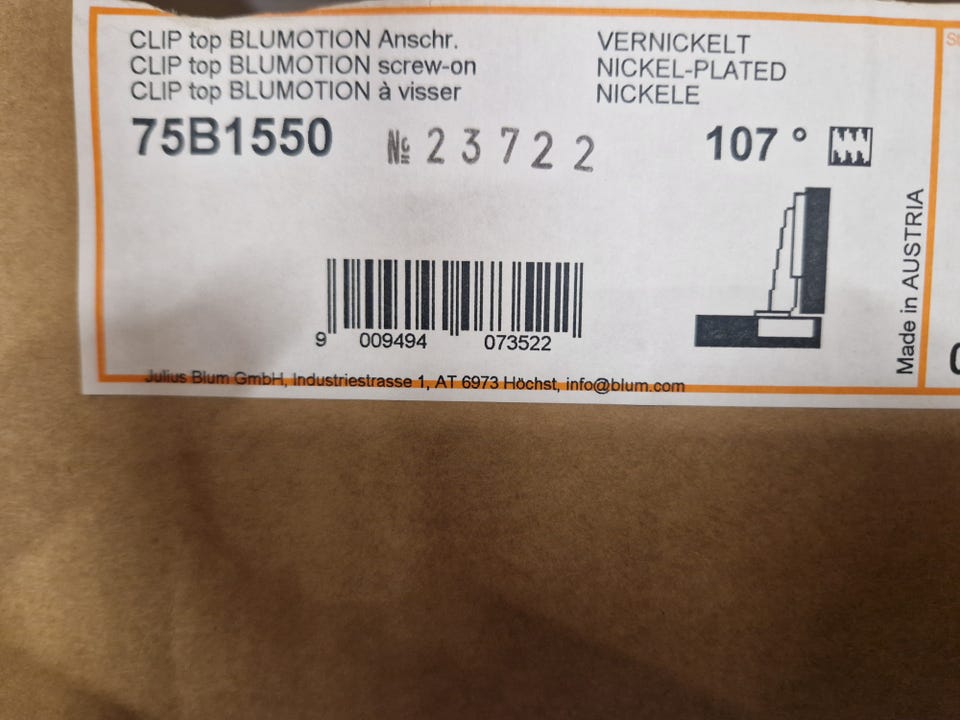 CLIP top BLUMOTION Anschr.
CLIP top BLUMOTION screw-on
CLIP top BLUMOTION à visser
VERNICKELT
NICKEL-PLATED
NICKELE
75B1550
№ 23722
107 °
Made in AUSTRIA
9 009494 073522
Julius Blum GmbH, Industriestrasse 1, AT 6973 Höchst, info@blum.com